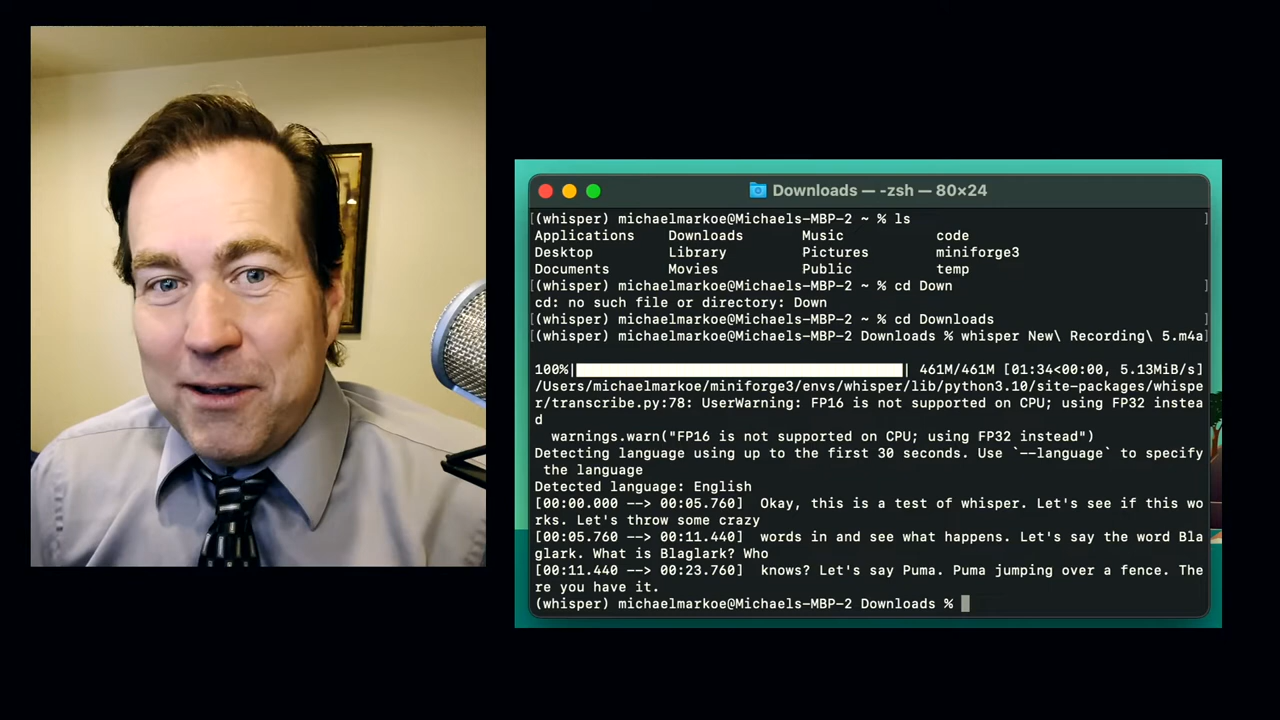 Downloads — -zsh — 80×24
[(whisper) michaelmarkoe@Michaels-MBP-2 ~ % ls ]
Applications Downloads Music code
Desktop Library Pictures miniforge3
Documents Movies Public temp
[(whisper) michaelmarkoe@Michaels-MBP-2 ~ % cd Down ]
cd: no such file or directory: Down
[(whisper) michaelmarkoe@Michaels-MBP-2 ~ % cd Downloads ]
[(whisper) michaelmarkoe@Michaels-MBP-2 Downloads % whisper New\ Recording\ 5.m4a]
100%| | 461M/461M [01:34<00:00, 5.13MiB/s]
/Users/michaelmarkoe/miniforge3/envs/whisper/lib/python3.10/site-packages/whispe
r/transcribe.py:78: UserWarning: FP16 is not supported on CPU; using FP32 instea
d
warnings.warn("FP16 is not supported on CPU; using FP32 instead")
Detecting language using up to the first 30 seconds. Use `--language` to specify
the language
Detected language: English
[00:00.000 --> 00:05.760] Okay, this is a test of whisper. Let's see if this wo
rks. Let's throw some crazy
[00:05.760 --> 00:11.440] words in and see what happens. Let's say the word Bla
glark. What is Blaglark? Who
[00:11.440 --> 00:23.760] knows? Let's say Puma. Puma jumping over a fence. The
re you have it.
(whisper) michaelmarkoe@Michaels-MBP-2 Downloads %